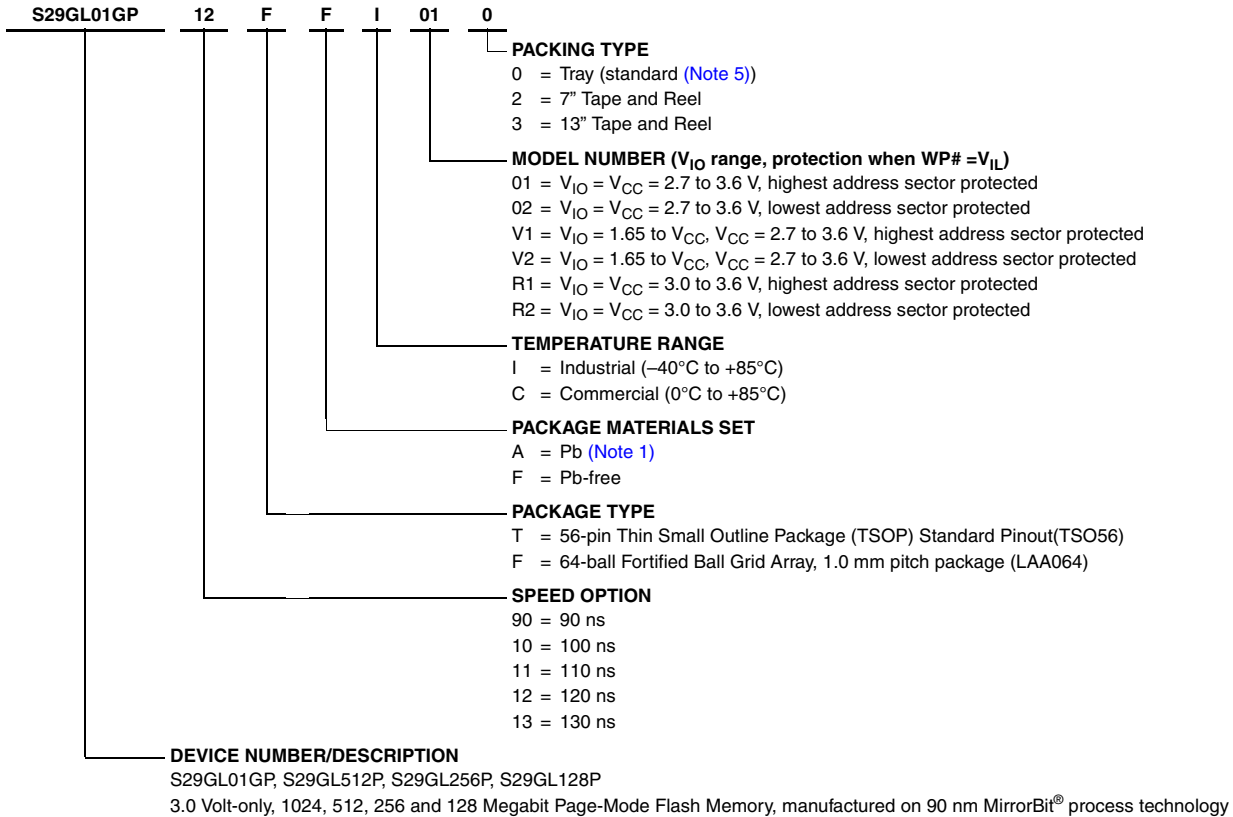 S29GL01GP 12 F F I 01 0
PACKING TYPE
0 = Tray (standard (Note 5))
2 = 7” Tape and Reel
3 = 13” Tape and Reel
MODEL NUMBER (VIO range, protection when WP# =VIL)
01 = VIO = VCC = 2.7 to 3.6 V, highest address sector protected
02 = VIO = VCC = 2.7 to 3.6 V, lowest address sector protected
V1 = VIO = 1.65 to VCC, VCC = 2.7 to 3.6 V, highest address sector protected
V2 = VIO = 1.65 to VCC, VCC = 2.7 to 3.6 V, lowest address sector protected
R1 = VIO = VCC = 3.0 to 3.6 V, highest address sector protected
R2 = VIO = VCC = 3.0 to 3.6 V, lowest address sector protected
TEMPERATURE RANGE
I = Industrial (–40°C to +85°C)
C = Commercial (0°C to +85°C)
PACKAGE MATERIALS SET
A = Pb (Note 1)
F = Pb-free
PACKAGE TYPE
T = 56-pin Thin Small Outline Package (TSOP) Standard Pinout(TSO56)
F = 64-ball Fortified Ball Grid Array, 1.0 mm pitch package (LAA064)
SPEED OPTION
90 = 90 ns
10 = 100 ns
11 = 110 ns
12 = 120 ns
13 = 130 ns
DEVICE NUMBER/DESCRIPTION
S29GL01GP, S29GL512P, S29GL256P, S29GL128P
3.0 Volt-only, 1024, 512, 256 and 128 Megabit Page-Mode Flash Memory, manufactured on 90 nm MirrorBit® process technology